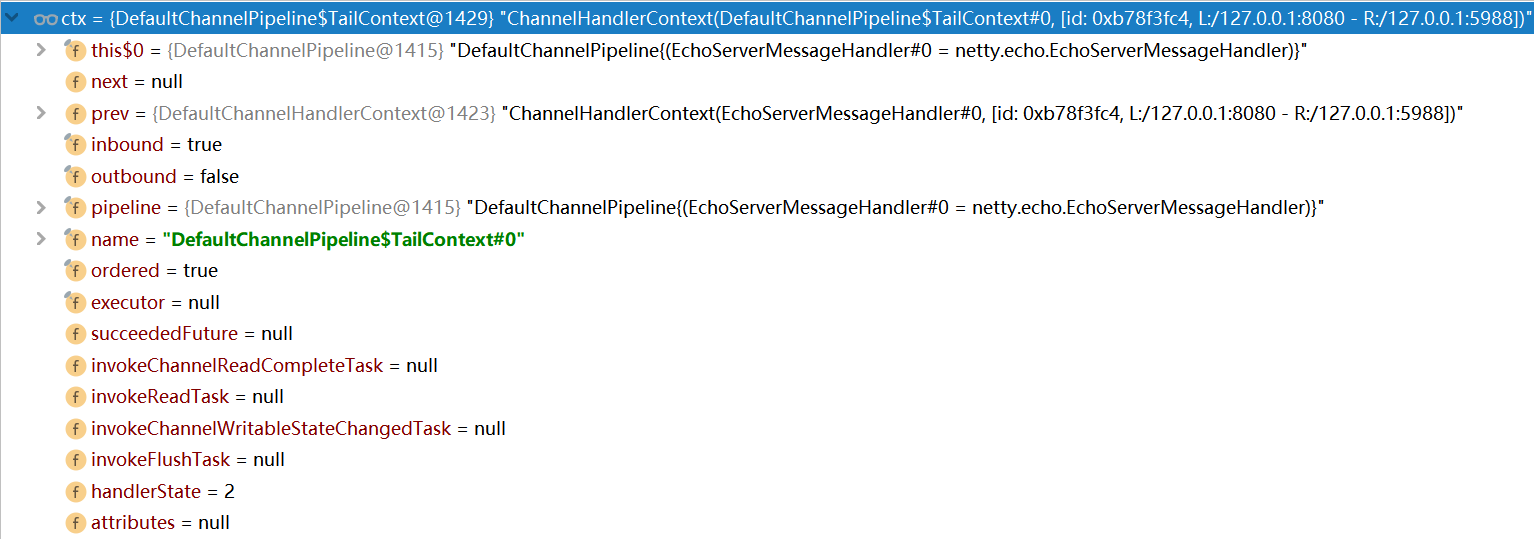 ctx = {DefaultChannelPipeline$TailContext@1429} "ChannelHandlerContext(DefaultChannelPipeline$TailContext#0, [id: 0xb78f3fc4, L:/127.0.0.1:8080 - R:/127.0.0.1:5988])"
f this$0 = {DefaultChannelPipeline@1415} "DefaultChannelPipeline{(EchoServerMessageHandler#0 = netty.echo.EchoServerMessageHandler)}"
f next = null
f prev = {DefaultChannelHandlerContext@1423} "ChannelHandlerContext(EchoServerMessageHandler#0, [id: 0xb78f3fc4, L:/127.0.0.1:8080 - R:/127.0.0.1:5988])"
f inbound = true
f outbound = false
f pipeline = {DefaultChannelPipeline@1415} "DefaultChannelPipeline{(EchoServerMessageHandler#0 = netty.echo.EchoServerMessageHandler)}"
f name = "DefaultChannelPipeline$TailContext#0"
f ordered = true
f executor = null
f succeededFuture = null
f invokeChannelReadCompleteTask = null
f invokeReadTask = null
f invokeChannelWritableStateChangedTask = null
f invokeFlushTask = null
f handlerState = 2
f attributes = null